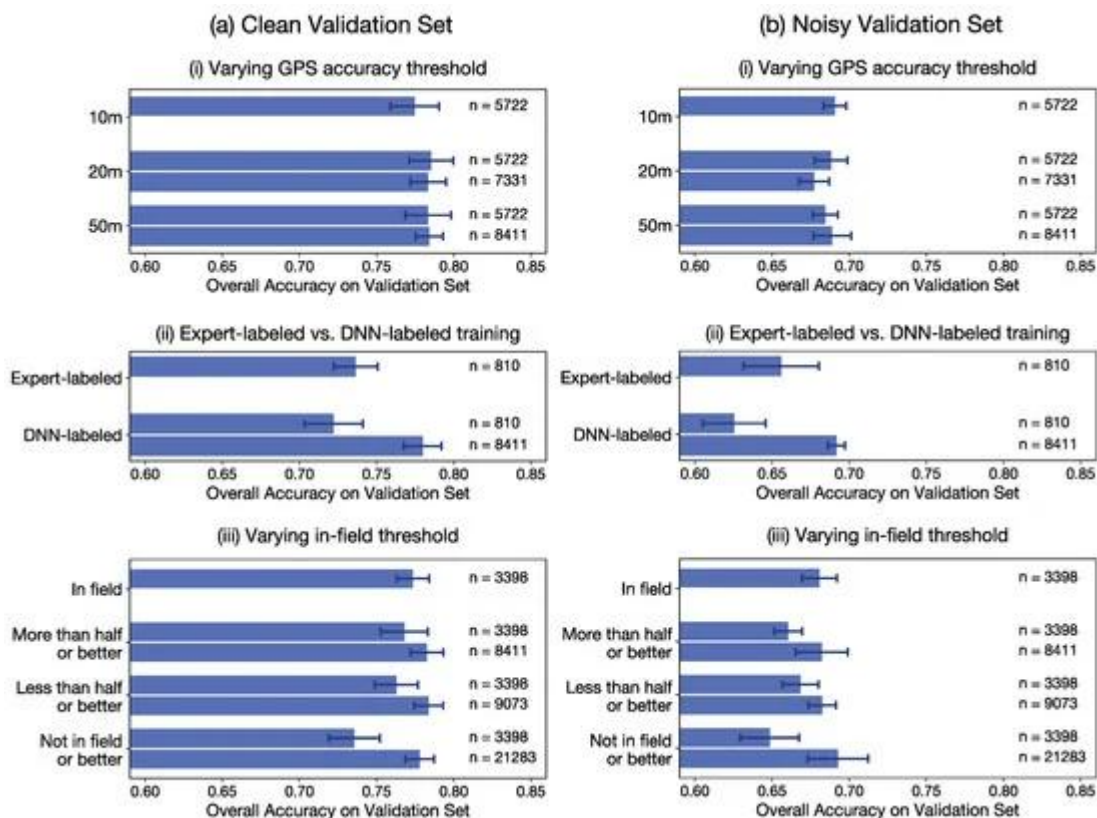 (a) Clean Validation Set
(i) Varying GPS accuracy threshold
10m
n = 5722
20m
n = 5722
n = 7331
50m
n = 5722
n = 8411
0.60 0.65 0.70 0.75 0.80 0.85
Overall Accuracy on Validation Set
(ii) Expert-labeled vs. DNN-labeled training
Expert-labeled
n = 810
DNN-labeled
n = 810
n = 8411
0.60 0.65 0.70 0.75 0.80 0.85
Overall Accuracy on Validation Set
(iii) Varying in-field threshold
In field
n = 3398
More than half
or better
n = 3398
n = 8411
Less than half
or better
n = 3398
n = 9073
Not in field
or better
n = 3398
n = 21283
0.60 0.65 0.70 0.75 0.80 0.85
Overall Accuracy on Validation Set
(b) Noisy Validation Set
(i) Varying GPS accuracy threshold
10m
n = 5722
20m
n = 5722
n = 7331
50m
n = 5722
n = 8411
0.60 0.65 0.70 0.75 0.80 0.85
Overall Accuracy on Validation Set
(ii) Expert-labeled vs. DNN-labeled training
Expert-labeled
n = 810
DNN-labeled
n = 810
n = 8411
0.60 0.65 0.70 0.75 0.80 0.85
Overall Accuracy on Validation Set
(iii) Varying in-field threshold
In field
n = 3398
More than half
or better
n = 3398
n = 8411
Less than half
or better
n = 3398
n = 9073
Not in field
or better
n = 3398
n = 21283
0.60 0.65 0.70 0.75 0.80 0.85
Overall Accuracy on Validation Set